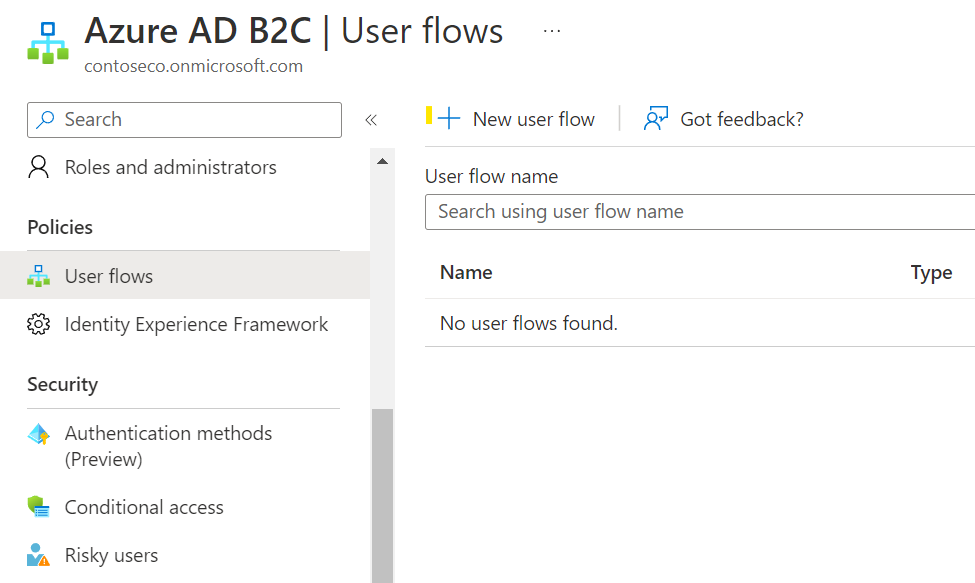 Azure AD B2C | User flows ...
contoseco.onmicrosoft.com
Search
«
Roles and administrators
Policies
User flows
Identity Experience Framework
Security
Authentication methods
(Preview)
Conditional access
Risky users
New user flow
Got feedback?
User flow name
Search using user flow name
Name Type
No user flows found.